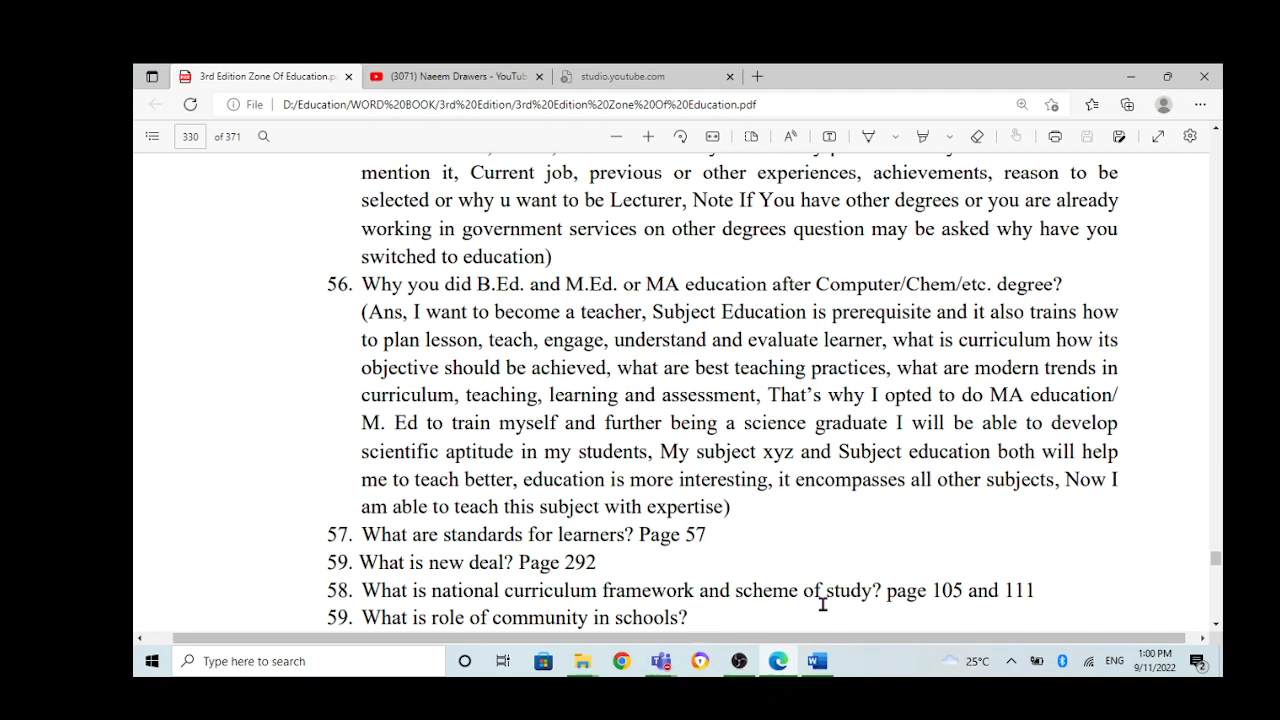 3rd Edition Zone Of Education.p
(3071) Naeem Drawers - YouTub
studio.youtube.com
File
D:/Education/WORD%20BOOK/3rd%20Edition/3rd%20Edition%20Zone%20Of%20Education.pdf
330 of 371
mention it, Current job, previous or other experiences, achievements, reason to be
selected or why u want to be Lecturer, Note If You have other degrees or you are already
working in government services on other degrees question may be asked why have you
switched to education)
56. Why you did B.Ed. and M.Ed. or MA education after Computer/Chem/etc. degree?
(Ans, I want to become a teacher, Subject Education is prerequisite and it also trains how
to plan lesson, teach, engage, understand and evaluate learner, what is curriculum how its
objective should be achieved, what are best teaching practices, what are modern trends in
curriculum, teaching, learning and assessment, That's why I opted to do MA education/
M. Ed to train myself and further being a science graduate I will be able to develop
scientific aptitude in my students, My subject xyz and Subject education both will help
me to teach better, education is more interesting, it encompasses all other subjects, Now I
am able to teach this subject with expertise)
57. What are standards for learners? Page 57
59. What is new deal? Page 292
58. What is national curriculum framework and scheme of study? page 105 and 111
59. What is role of community in schools?
Type here to search
25°C
ENG
1:00 PM
9/11/2022
2